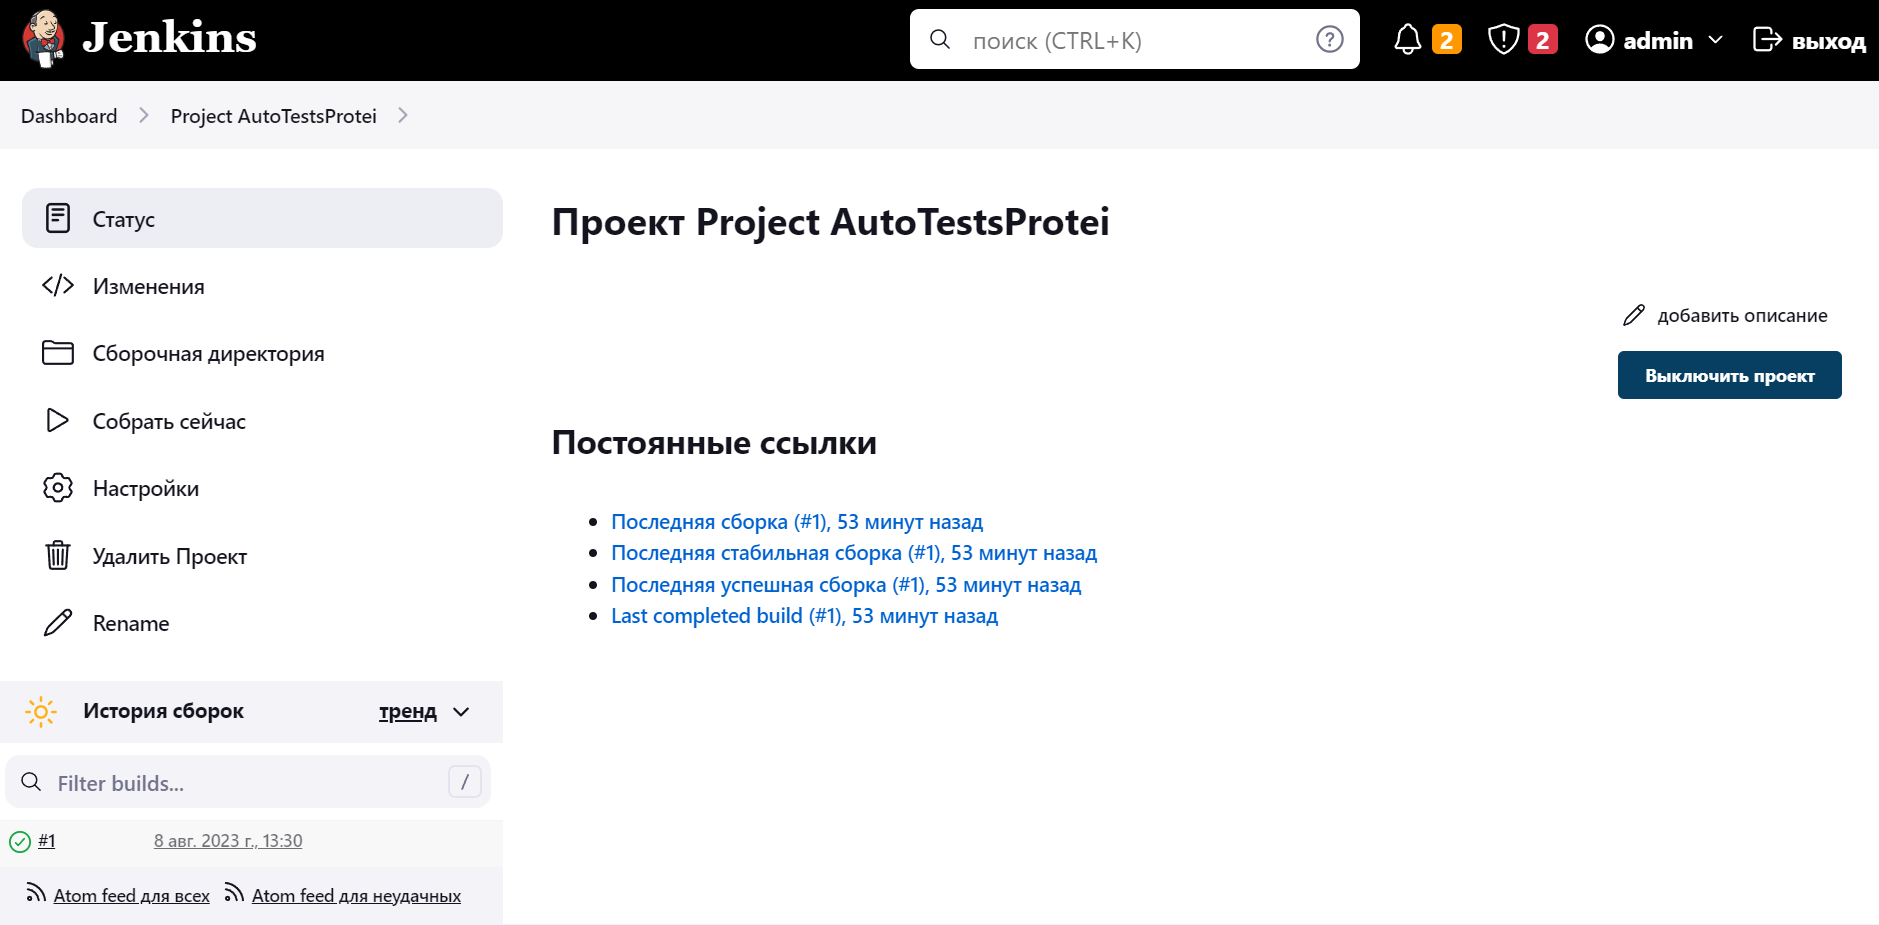 Jenkins
поиск (CTRL+K)
2
2
admin
выход
Dashboard
Project AutoTestsProtei
Статус
Изменения
Сборочная директория
Собрать сейчас
Настройки
Удалить Проект
Rename
История сборок
тренд
Filter builds...
/
#1
8 авг. 2023 г., 13:30
Atom feed для всех
Atom feed для неудачных
Проект Project AutoTestsProtei
добавить описание
Выключить проект
Постоянные ссылки
Последняя сборка (#1), 53 минут назад
Последняя стабильная сборка (#1), 53 минут назад
Последняя успешная сборка (#1), 53 минут назад
Last completed build (#1), 53 минут назад